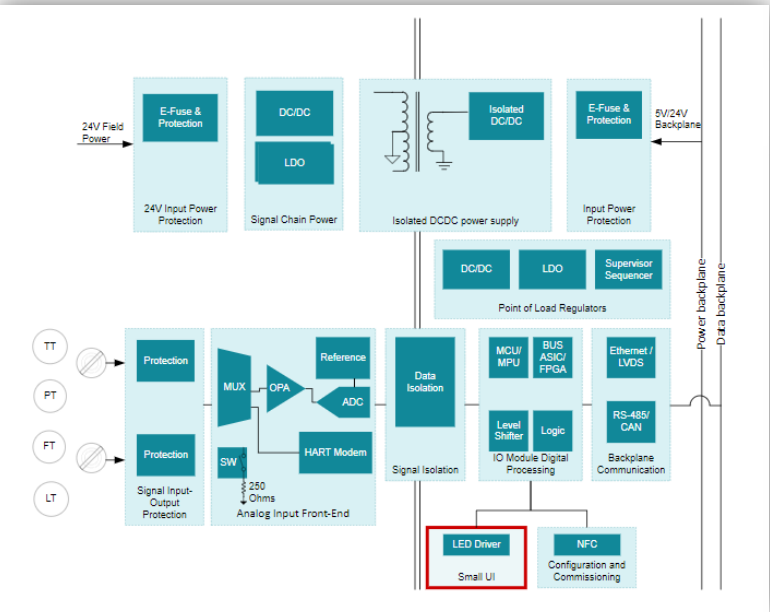 24V Field
Power
E-Fuse &
Protection
24V Input Power
Protection
DC/DC
LDO
Signal Chain Power
Isolated
DC/DC
Isolated DCDC power supply
E-Fuse &
Protection
Input Power
Protection
5V/24V
Backplane
DC/DC
LDO
Supervisor
Sequencer
Point of Load Regulators
Power backplane
Data backplane
TT
PT
FT
LT
Protection
Protection
Signal Input-
Output
Protection
MUX
OPA
Reference
ADC
HART Modem
SW
250
Ohms
Analog Input Front-End
Data
Isolation
Signal Isolation
MCU/
MPU
BUS
ASIC/
FPGA
Level
Shifter
Logic
IO Module Digital
Processing
Ethernet /
LVDS
RS-485/
CAN
Backplane
Communication
LED Driver
Small UI
NFC
Configuration and
Commissioning